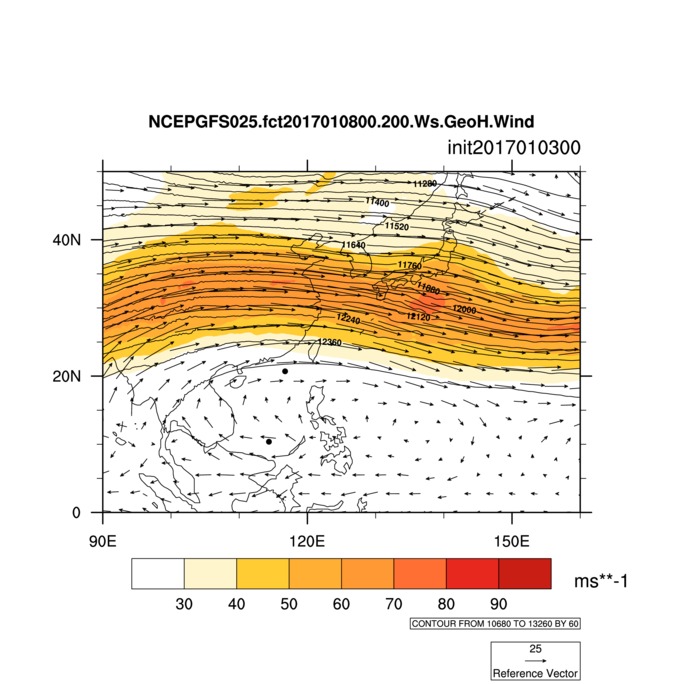 NCEPGFS025.fct2017010800.200.Ws.GeoH.Wind
init2017010300
11280
11400
11520
40N
11640
11760
11880
12000
12240
12120
12360
20N
0
90E
120E
150E
ms**-1
30
40
50
60
70
80
90
CONTOUR FROM 10680 TO 13260 BY 60
25
Reference Vector